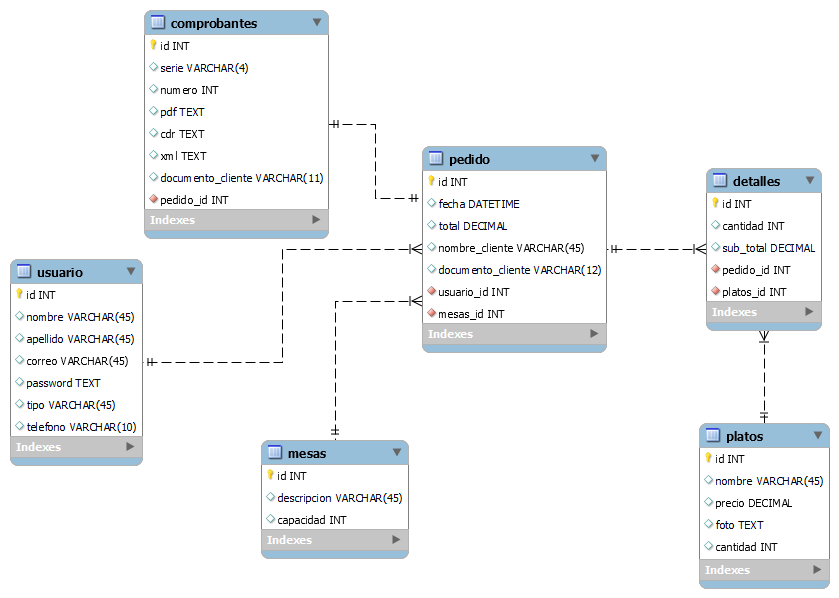 comprobantes
id INT
serie VARCHAR(4)
numero INT
pdf TEXT
cdr TEXT
xml TEXT
documento_cliente VARCHAR(11)
pedido_id INT
Indexes
pedido
id INT
fecha DATETIME
total DECIMAL
nombre_cliente VARCHAR(45)
documento_cliente VARCHAR(12)
usuario_id INT
mesas_id INT
Indexes
detalles
id INT
cantidad INT
sub_total DECIMAL
pedido_id INT
platos_id INT
Indexes
usuario
id INT
nombre VARCHAR(45)
apellido VARCHAR(45)
correo VARCHAR(45)
password TEXT
tipo VARCHAR(45)
telefono VARCHAR(10)
Indexes
mesas
id INT
descripcion VARCHAR(45)
capacidad INT
Indexes
platos
id INT
nombre VARCHAR(45)
precio DECIMAL
foto TEXT
cantidad INT
Indexes